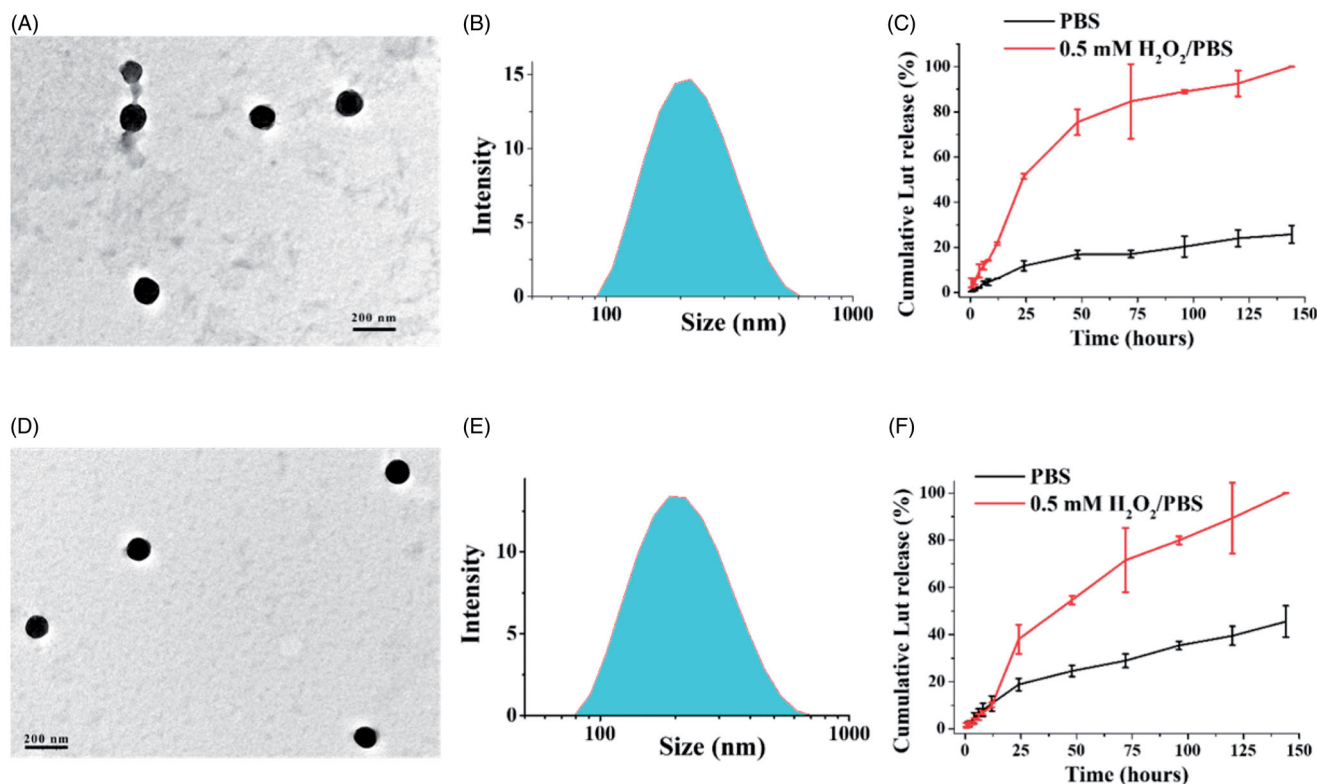 (A)
200 nm
(B)
Intensity
15
10
5
0
100
1000
Size (nm)
(C)
PBS
0.5 mM H₂O₂/PBS
Cumulative Lut release (%)
100
80
60
40
20
0
0
25
50
75
100
125
150
Time (hours)
(D)
200 nm
(E)
Intensity
10
5
0
100
1000
Size (nm)
(F)
PBS
0.5 mM H₂O₂/PBS
Cumulative Lut release (%)
100
80
60
40
20
0
0
25
50
75
100
125
150
Time (hours)